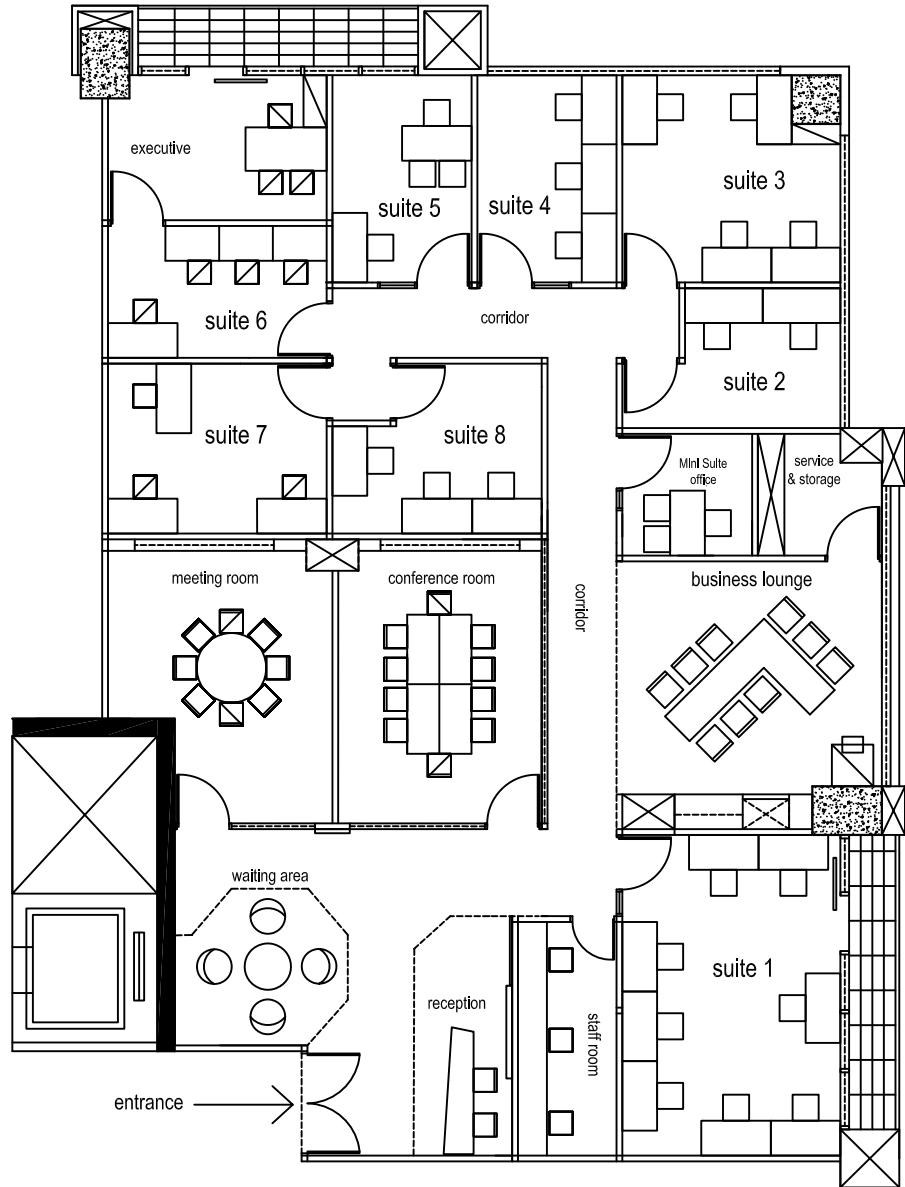 executive
suite 5
suite 4
suite 3
suite 6
corridor
suite 2
suite 7
suite 8
MInI Suite
office
service
& storage
meeting room
conference room
corridor
business lounge
waiting area
suite 1
reception
staff room
entrance